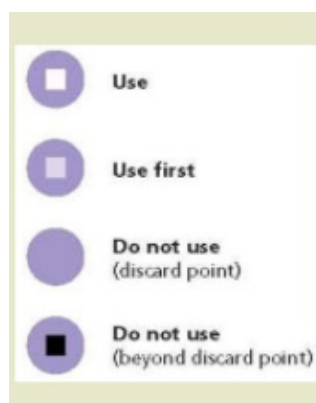 Use
Use first
Do not use
(discard point)
Do not use
(beyond discard point)